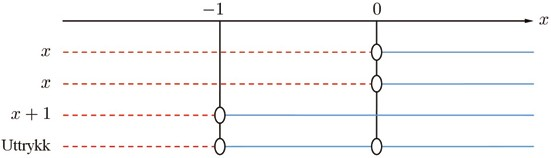 −1 0 x
x
x
x + 1
Uttrykk